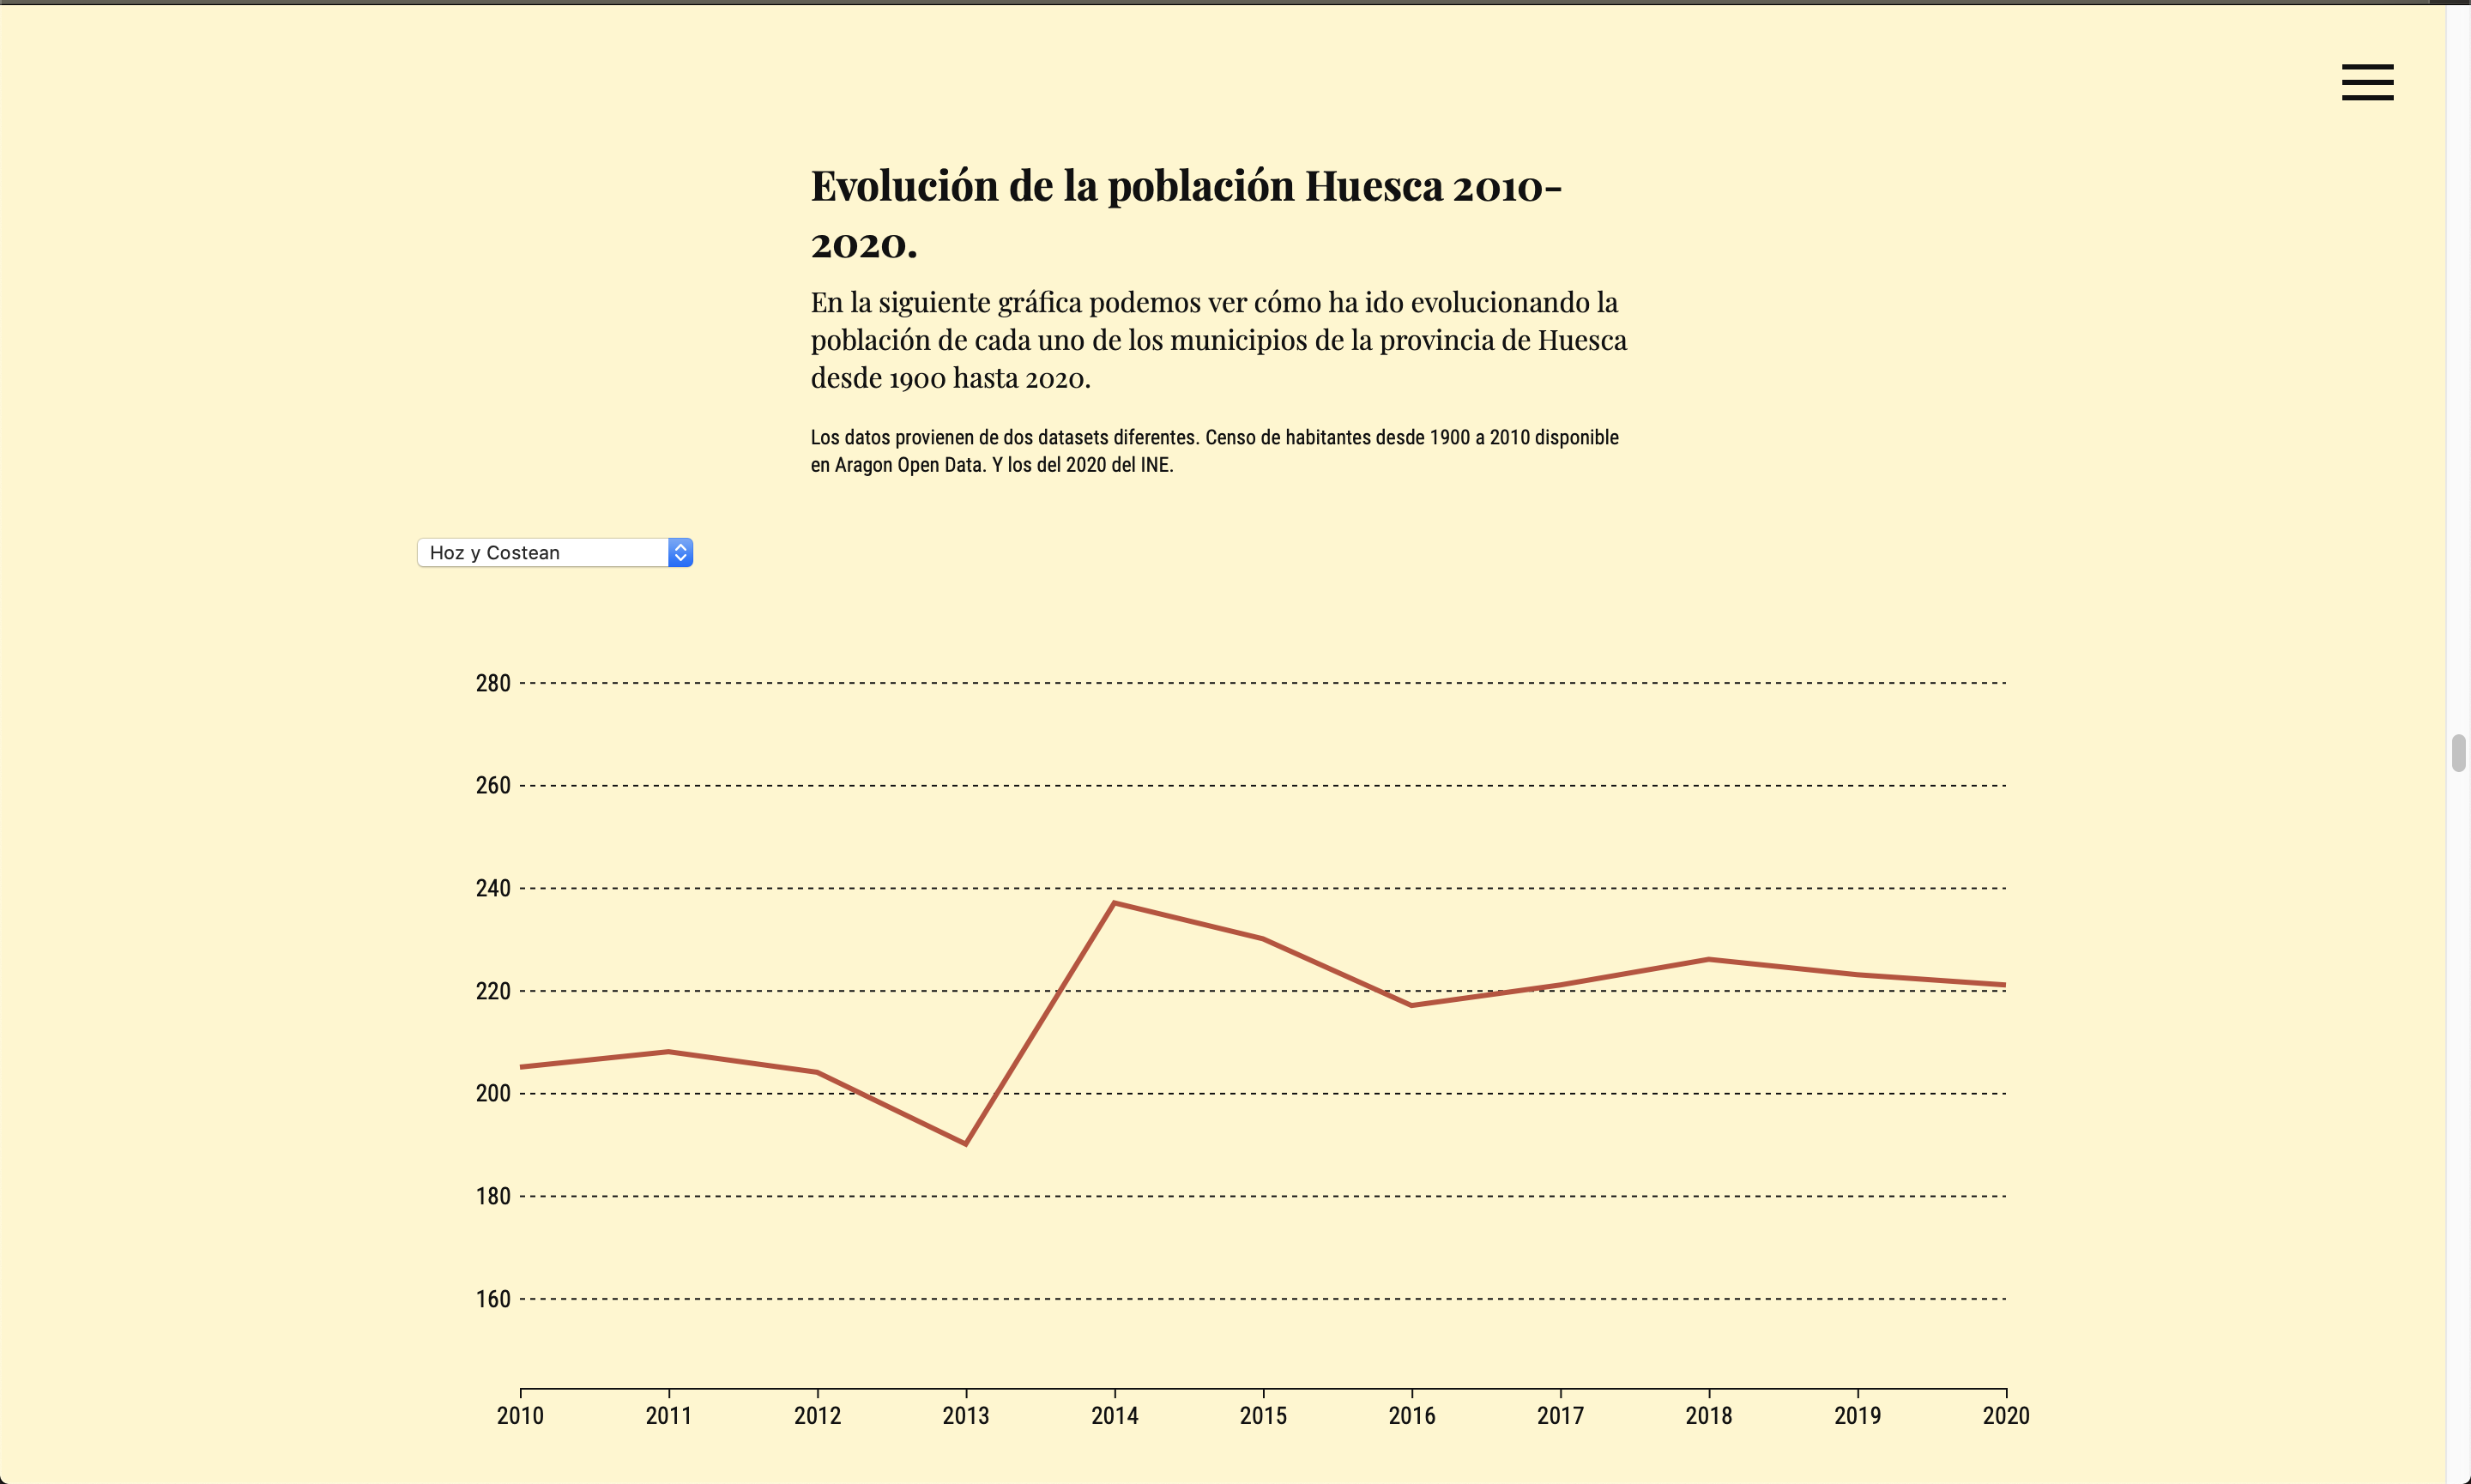 Evolución de la población Huesca 2010-
2020.
En la siguiente gráfica podemos ver cómo ha ido evolucionando la
población de cada uno de los municipios de la provincia de Huesca
desde 1900 hasta 2020.
Los datos provienen de dos datasets diferentes. Censo de habitantes desde 1900 a 2010 disponible
en Aragon Open Data. Y los del 2020 del INE.
Hoz y Costean
280
260
240
220
200
180
160
2010 2011 2012 2013 2014 2015 2016 2017 2018 2019 2020